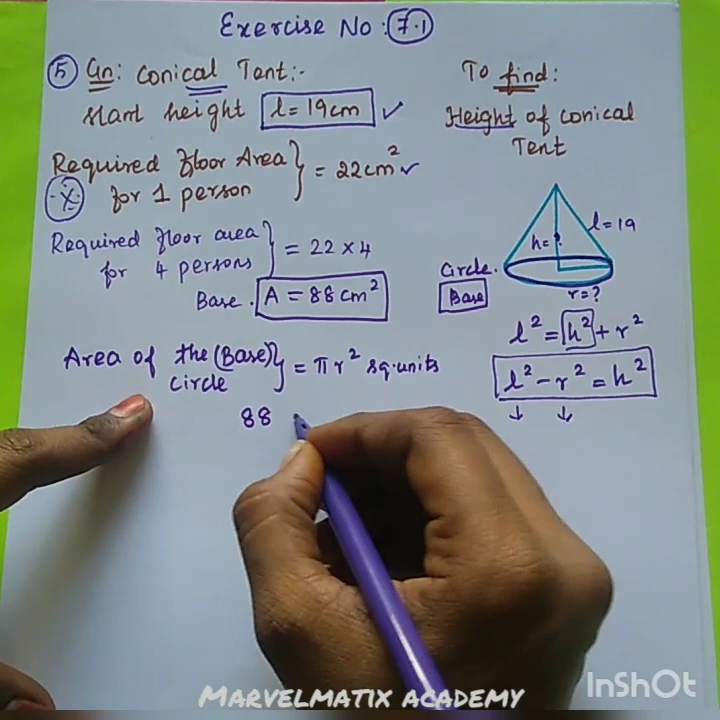 Exercise No : 7.1
5 Gn: Conical Tent:-
slant height l = 19cm ✓
To find:
Height of conical
Tent
Required floor Area
for 1 person } = 22cm² ✓
X
Required floor area
for 4 persons } = 22 × 4
Base. A = 88 cm²
l = 19
h = ?
Circle.
Base
r = ?
l² = h² + r²
l² - r² = h²
↓ ↓
Area of the (Base)
circle } = πr² sq.units
88
MARVELMATIX ACADEMY
InShOt